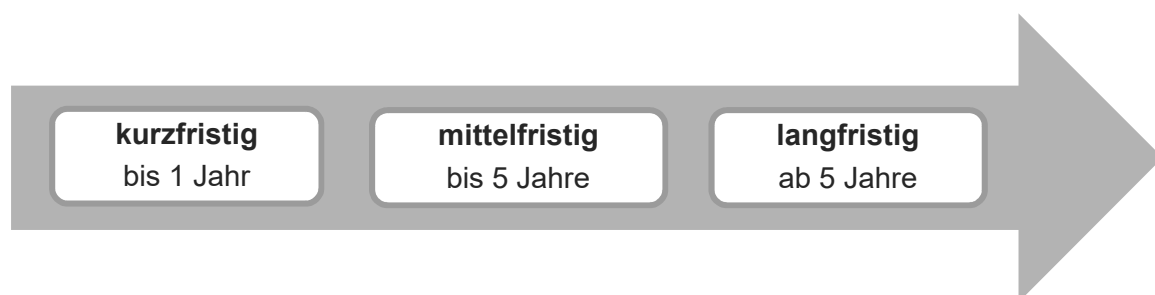 kurzfristig
bis 1 Jahr
mittelfristig
bis 5 Jahre
langfristig
ab 5 Jahre